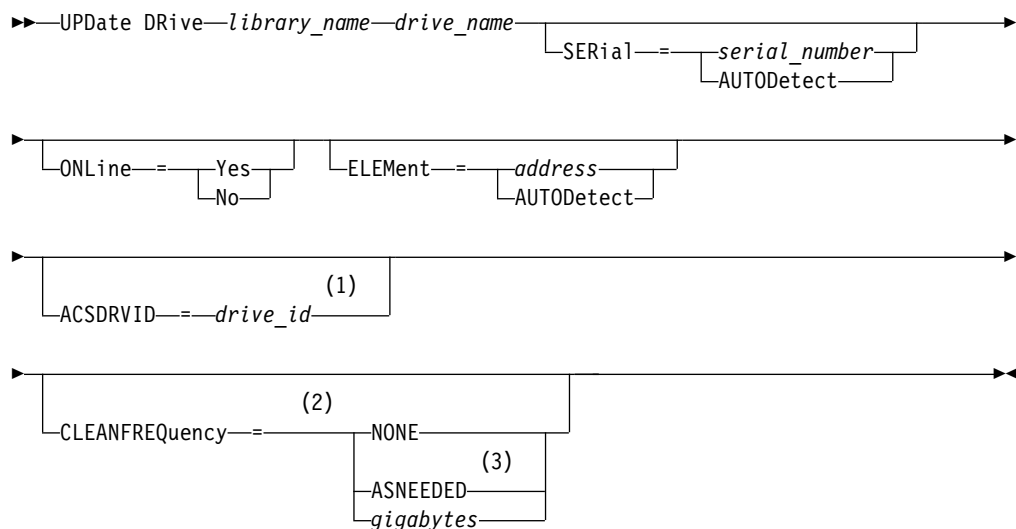 UPDate DRive library_name drive_name
SERial = serial_number
AUTODetect
ONLine = Yes
No
ELEMent = address
AUTODetect
(1)
ACSDRVID = drive_id
(2)
CLEANFREQuency = NONE
(3)
ASNEEDED
gigabytes